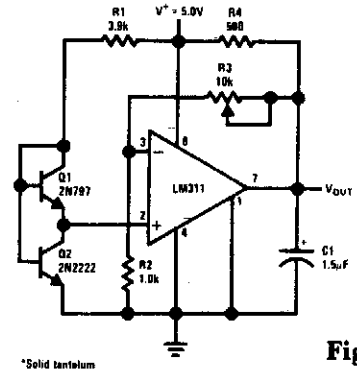 R1
3.9k
V+ = 5.0V
R4
500
R3
10k
3
8
Q1
2N797
LM311
7
VOUT
2
1
4
Q2
2N2222
R2
1.0k
C1
1.5µF
+
*Solid tantalum
Fig